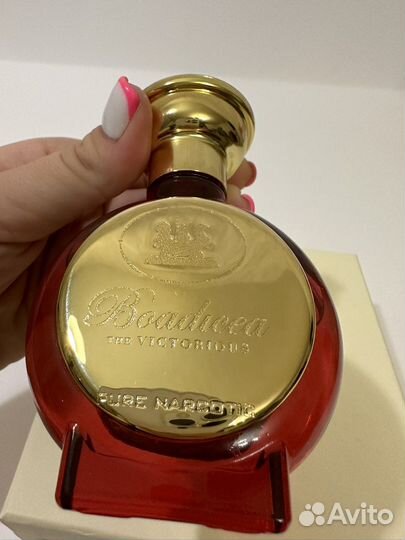 Boadicea
THE VICTORIOUS
PURE NARCOTIC
Avito